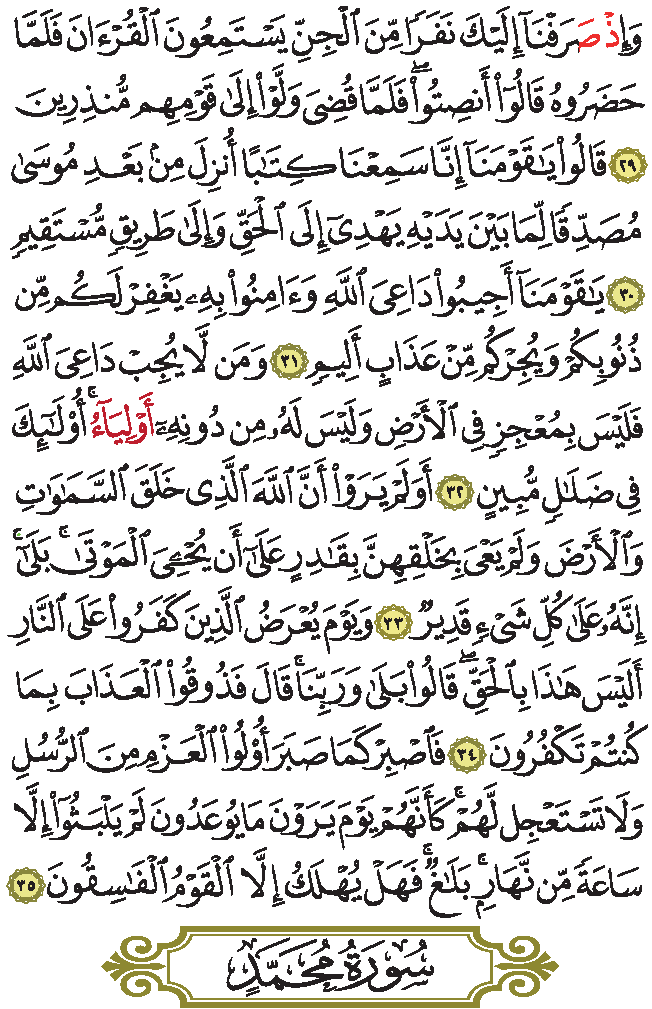 وَإِذْ صَرَفْنَآ إِلَيْكَ نَفَرًا مِّنَ ٱلْجِنِّ يَسْتَمِعُونَ ٱلْقُرْءَانَ فَلَمَّا
حَضَرُوهُ قَالُوٓا۟ أَنصِتُوا۟ ۖ فَلَمَّا قُضِىَ وَلَّوْا۟ إِلَىٰ قَوْمِهِم مُّنذِرِينَ
٢٩ قَالُوا۟ يَٰقَوْمَنَآ إِنَّا سَمِعْنَا كِتَٰبًا أُنزِلَ مِنۢ بَعْدِ مُوسَىٰ
مُصَدِّقًا لِّمَا بَيْنَ يَدَيْهِ يَهْدِىٓ إِلَى ٱلْحَقِّ وَإِلَىٰ طَرِيقٍ مُّسْتَقِيمٍ
٣٠ يَٰقَوْمَنَآ أَجِيبُوا۟ دَاعِىَ ٱللَّهِ وَءَامِنُوا۟ بِهِۦ يَغْفِرْ لَكُم مِّن
ذُنُوبِكُمْ وَيُجِرْكُم مِّنْ عَذَابٍ أَلِيمٍ ٣١ وَمَن لَّا يُجِبْ دَاعِىَ ٱللَّهِ
فَلَيْسَ بِمُعْجِزٍ فِى ٱلْأَرْضِ وَلَيْسَ لَهُۥ مِن دُونِهِۦٓ أَوْلِيَآءُ ۚ أُو۟لَٰٓئِكَ
فِى ضَلَٰلٍ مُّبِينٍ ٣٢ أَوَلَمْ يَرَوْا۟ أَنَّ ٱللَّهَ ٱلَّذِى خَلَقَ ٱلسَّمَٰوَٰتِ
وَٱلْأَرْضَ وَلَمْ يَعْىَ بِخَلْقِهِنَّ بِقَٰدِرٍ عَلَىٰٓ أَن يُحْۦِىَ ٱلْمَوْتَىٰ ۚ بَلَىٰٓ ۚ
إِنَّهُۥ عَلَىٰ كُلِّ شَىْءٍ قَدِيرٌ ٣٣ وَيَوْمَ يُعْرَضُ ٱلَّذِينَ كَفَرُوا۟ عَلَى ٱلنَّارِ
أَلَيْسَ هَٰذَا بِٱلْحَقِّ ۖ قَالُوا۟ بَلَىٰ وَرَبِّنَا ۚ قَالَ فَذُوقُوا۟ ٱلْعَذَابَ بِمَا
كُنتُمْ تَكْفُرُونَ ٣٤ فَٱصْبِرْ كَمَا صَبَرَ أُو۟لُوا۟ ٱلْعَزْمِ مِنَ ٱلرُّسُلِ
وَلَا تَسْتَعْجِل لَّهُمْ ۚ كَأَنَّهُمْ يَوْمَ يَرَوْنَ مَا يُوعَدُونَ لَمْ يَلْبَثُوٓا۟ إِلَّا
سَاعَةً مِّن نَّهَارٍۭ ۚ بَلَٰغٌ ۚ فَهَلْ يُهْلَكُ إِلَّا ٱلْقَوْمُ ٱلْفَٰسِقُونَ ٣٥
سُورَةُ مُحَمَّدٍ